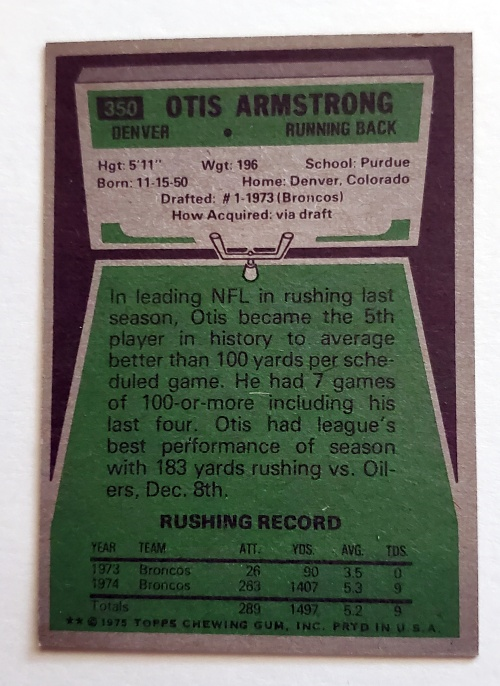 350 OTIS ARMSTRONG
DENVER • RUNNING BACK
Hgt: 5'11" Wgt: 196 School: Purdue
Born: 11-15-50 Home: Denver, Colorado
Drafted: #1-1973 (Broncos)
How Acquired: via draft
In leading NFL in rushing last
season, Otis became the 5th
player in history to average
better than 100 yards per sche-
duled game. He had 7 games
of 100-or-more including his
last four. Otis had league's
best performance of season
with 183 yards rushing vs. Oil-
ers, Dec. 8th.
RUSHING RECORD
YEAR TEAM ATT. YDS. AVG. TDS.
1973 Broncos 26 90 3.5 0
1974 Broncos 263 1407 5.3 9
Totals 289 1497 5.2 9
** © 1975 TOPPS CHEWING GUM, INC. PRTD IN U.S.A.